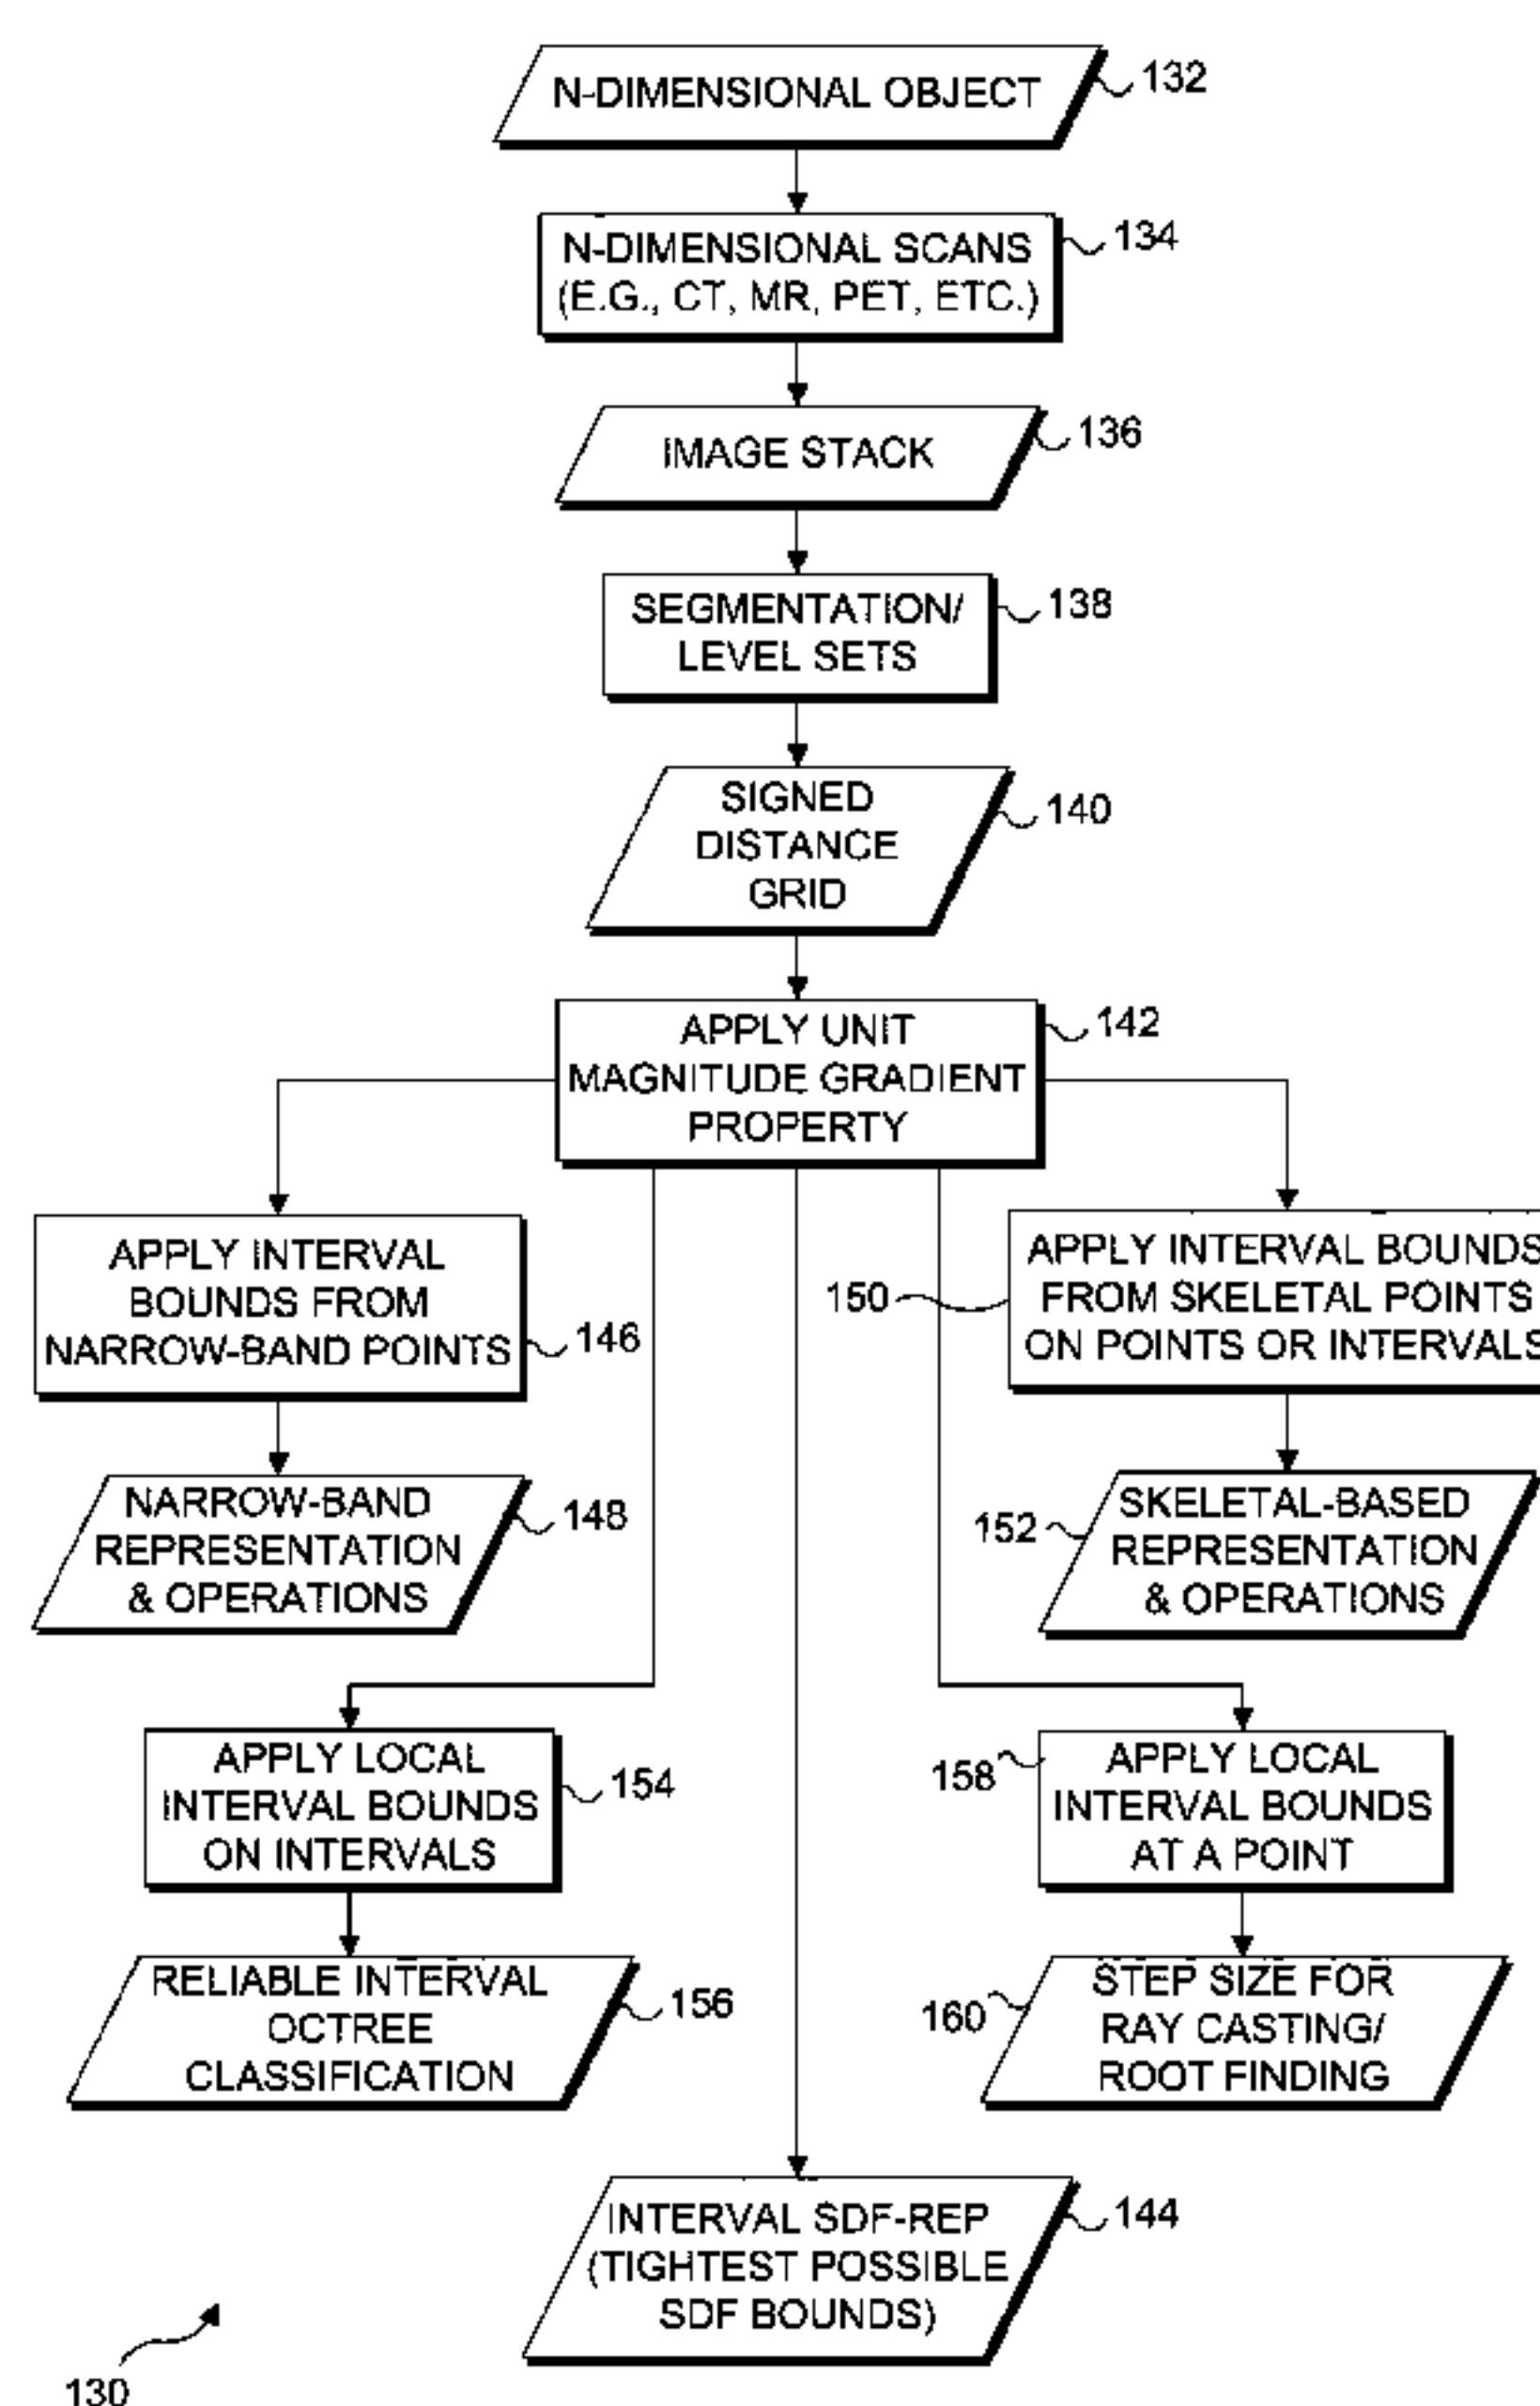 N-DIMENSIONAL OBJECT
132
N-DIMENSIONAL SCANS
(E.G., CT, MR, PET, ETC.)
134
IMAGE STACK
136
SEGMENTATION/
LEVEL SETS
138
SIGNED
DISTANCE
GRID
140
APPLY UNIT
MAGNITUDE GRADIENT
PROPERTY
142
APPLY INTERVAL
BOUNDS FROM
NARROW-BAND POINTS
146
150
APPLY INTERVAL BOUNDS
FROM SKELETAL POINTS
ON POINTS OR INTERVALS
NARROW-BAND
REPRESENTATION
& OPERATIONS
148
152
SKELETAL-BASED
REPRESENTATION
& OPERATIONS
APPLY LOCAL
INTERVAL BOUNDS
ON INTERVALS
154
158
APPLY LOCAL
INTERVAL BOUNDS
AT A POINT
RELIABLE INTERVAL
OCTREE
CLASSIFICATION
156
160
STEP SIZE FOR
RAY CASTING/
ROOT FINDING
INTERVAL SDF-REP
(TIGHTEST POSSIBLE
SDF BOUNDS)
144
130